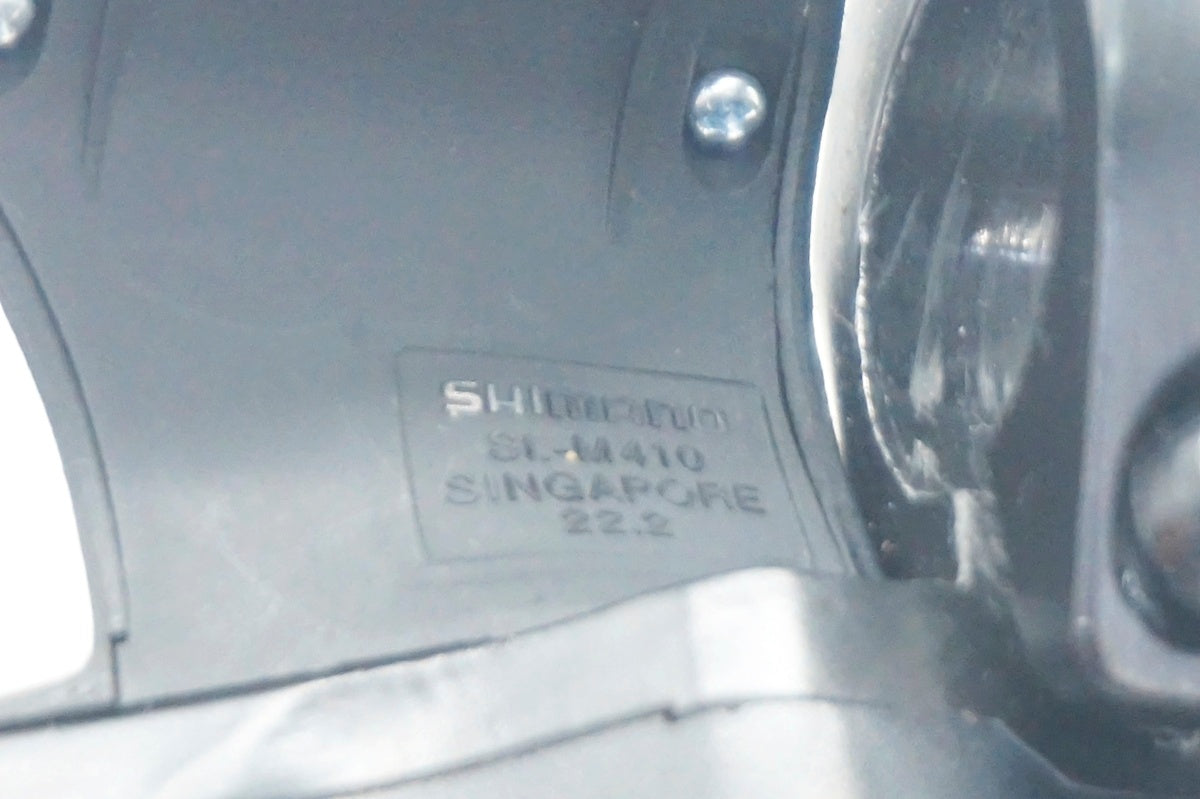 SHIMANO
SL-M410
SINGAPORE
22.2